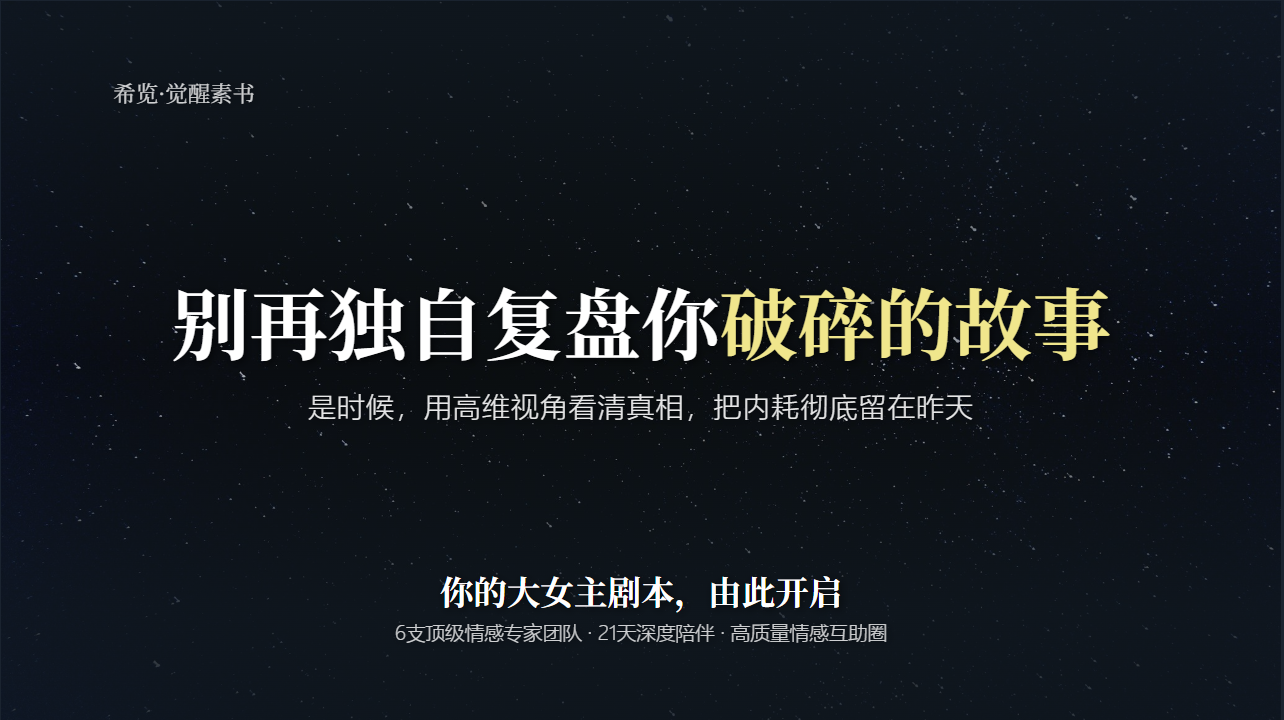 希览·觉醒素书
别再独自复盘你破碎的故事
是时候，用高维视角看清真相，把内耗彻底留在昨天
你的大女主剧本，由此开启
6支顶级情感专家团队 · 21天深度陪伴 · 高质量情感互助圈